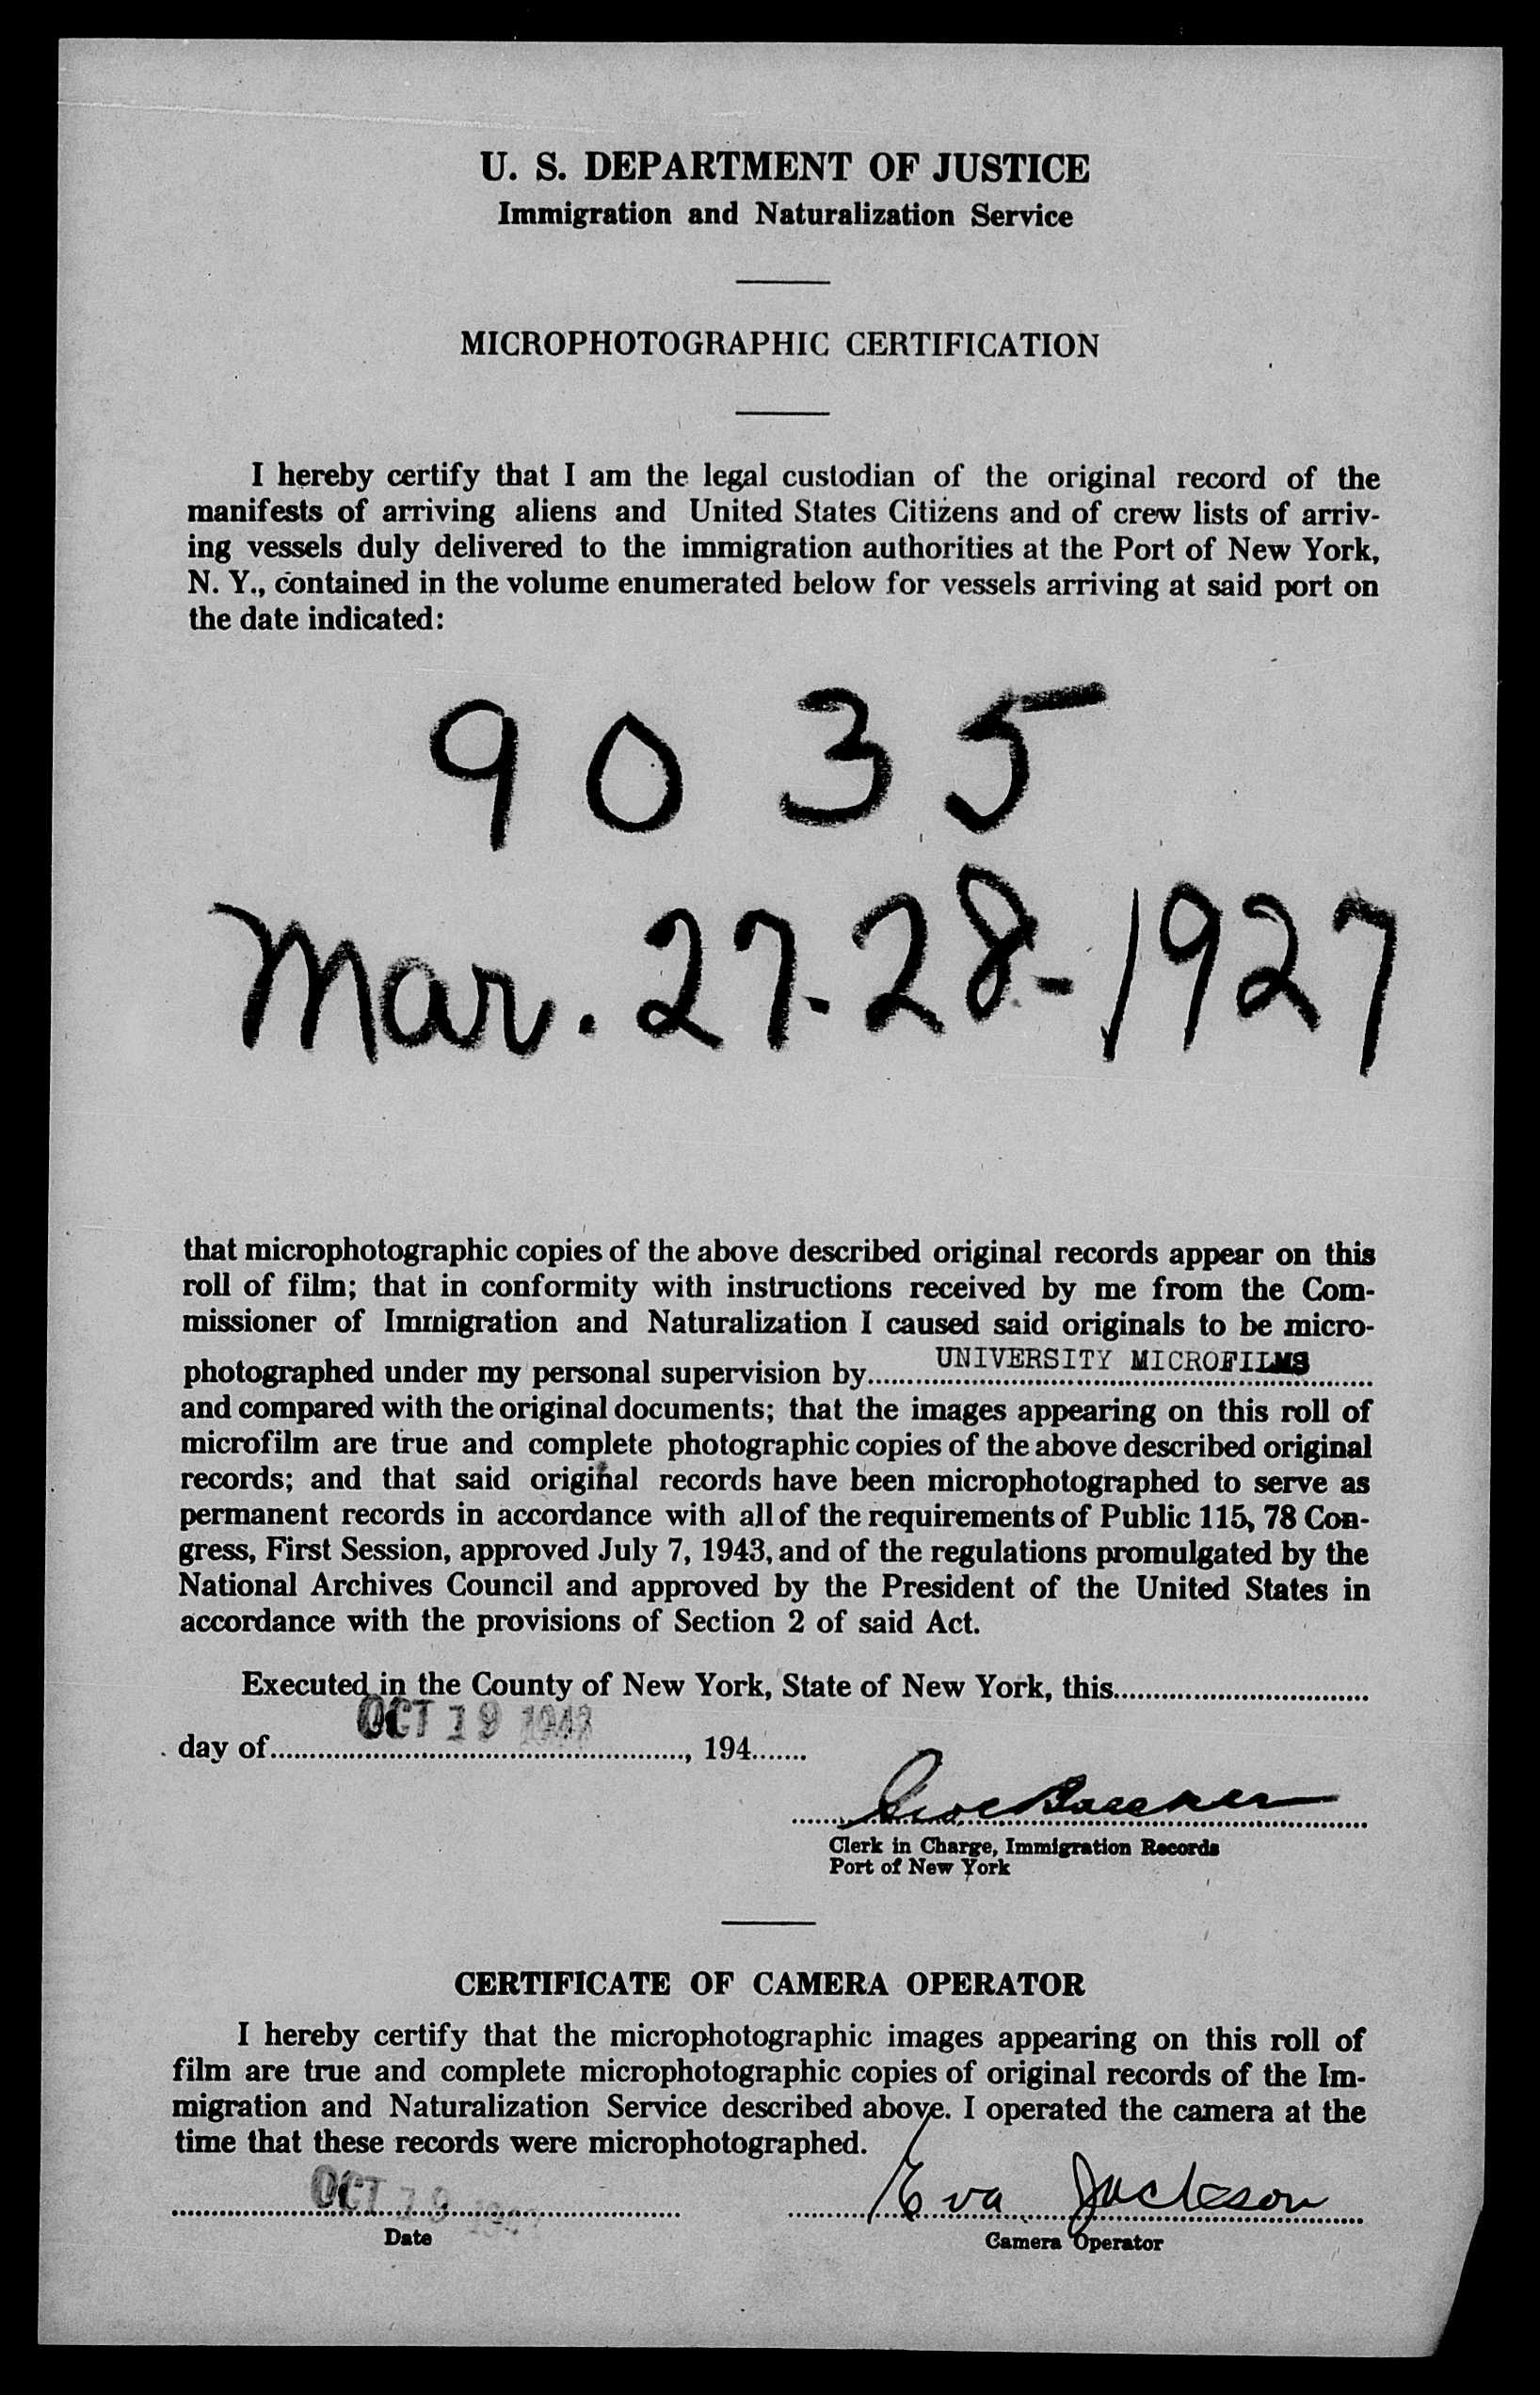 U. S. DEPARTMENT OF JUSTICE
Immigration and Naturalization Service
MICROPHOTOGRAPHIC CERTIFICATION
I hereby certify that I am the legal custodian of the original record of the
manifests of arriving aliens and United States Citizens and of crew lists of arriv-
ing vessels duly delivered to the immigration authorities at the Port of New York,
N. Y., contained in the volume enumerated below for vessels arriving at said port on
the date indicated:
9035
Mar. 27-28-1927
that microphotographic copies of the above described original records appear on this
roll of film; that in conformity with instructions received by me from the Com-
missioner of Immigration and Naturalization I caused said originals to be micro-
photographed under my personal supervision by UNIVERSITY MICROFILMS
and compared with the original documents; that the images appearing on this roll of
microfilm are true and complete photographic copies of the above described original
records; and that said original records have been microphotographed to serve as
permanent records in accordance with all of the requirements of Public 115, 78 Con-
gress, First Session, approved July 7, 1943, and of the regulations promulgated by the
National Archives Council and approved by the President of the United States in
accordance with the provisions of Section 2 of said Act.
Executed in the County of New York, State of New York, this
day of OCT 19, 194
Clerk in Charge, Immigration Records
Port of New York
CERTIFICATE OF CAMERA OPERATOR
I hereby certify that the microphotographic images appearing on this roll of
film are true and complete microphotographic copies of original records of the Im-
migration and Naturalization Service described above. I operated the camera at the
time that these records were microphotographed.
OCT 19 Eva Jackson
Date Camera Operator